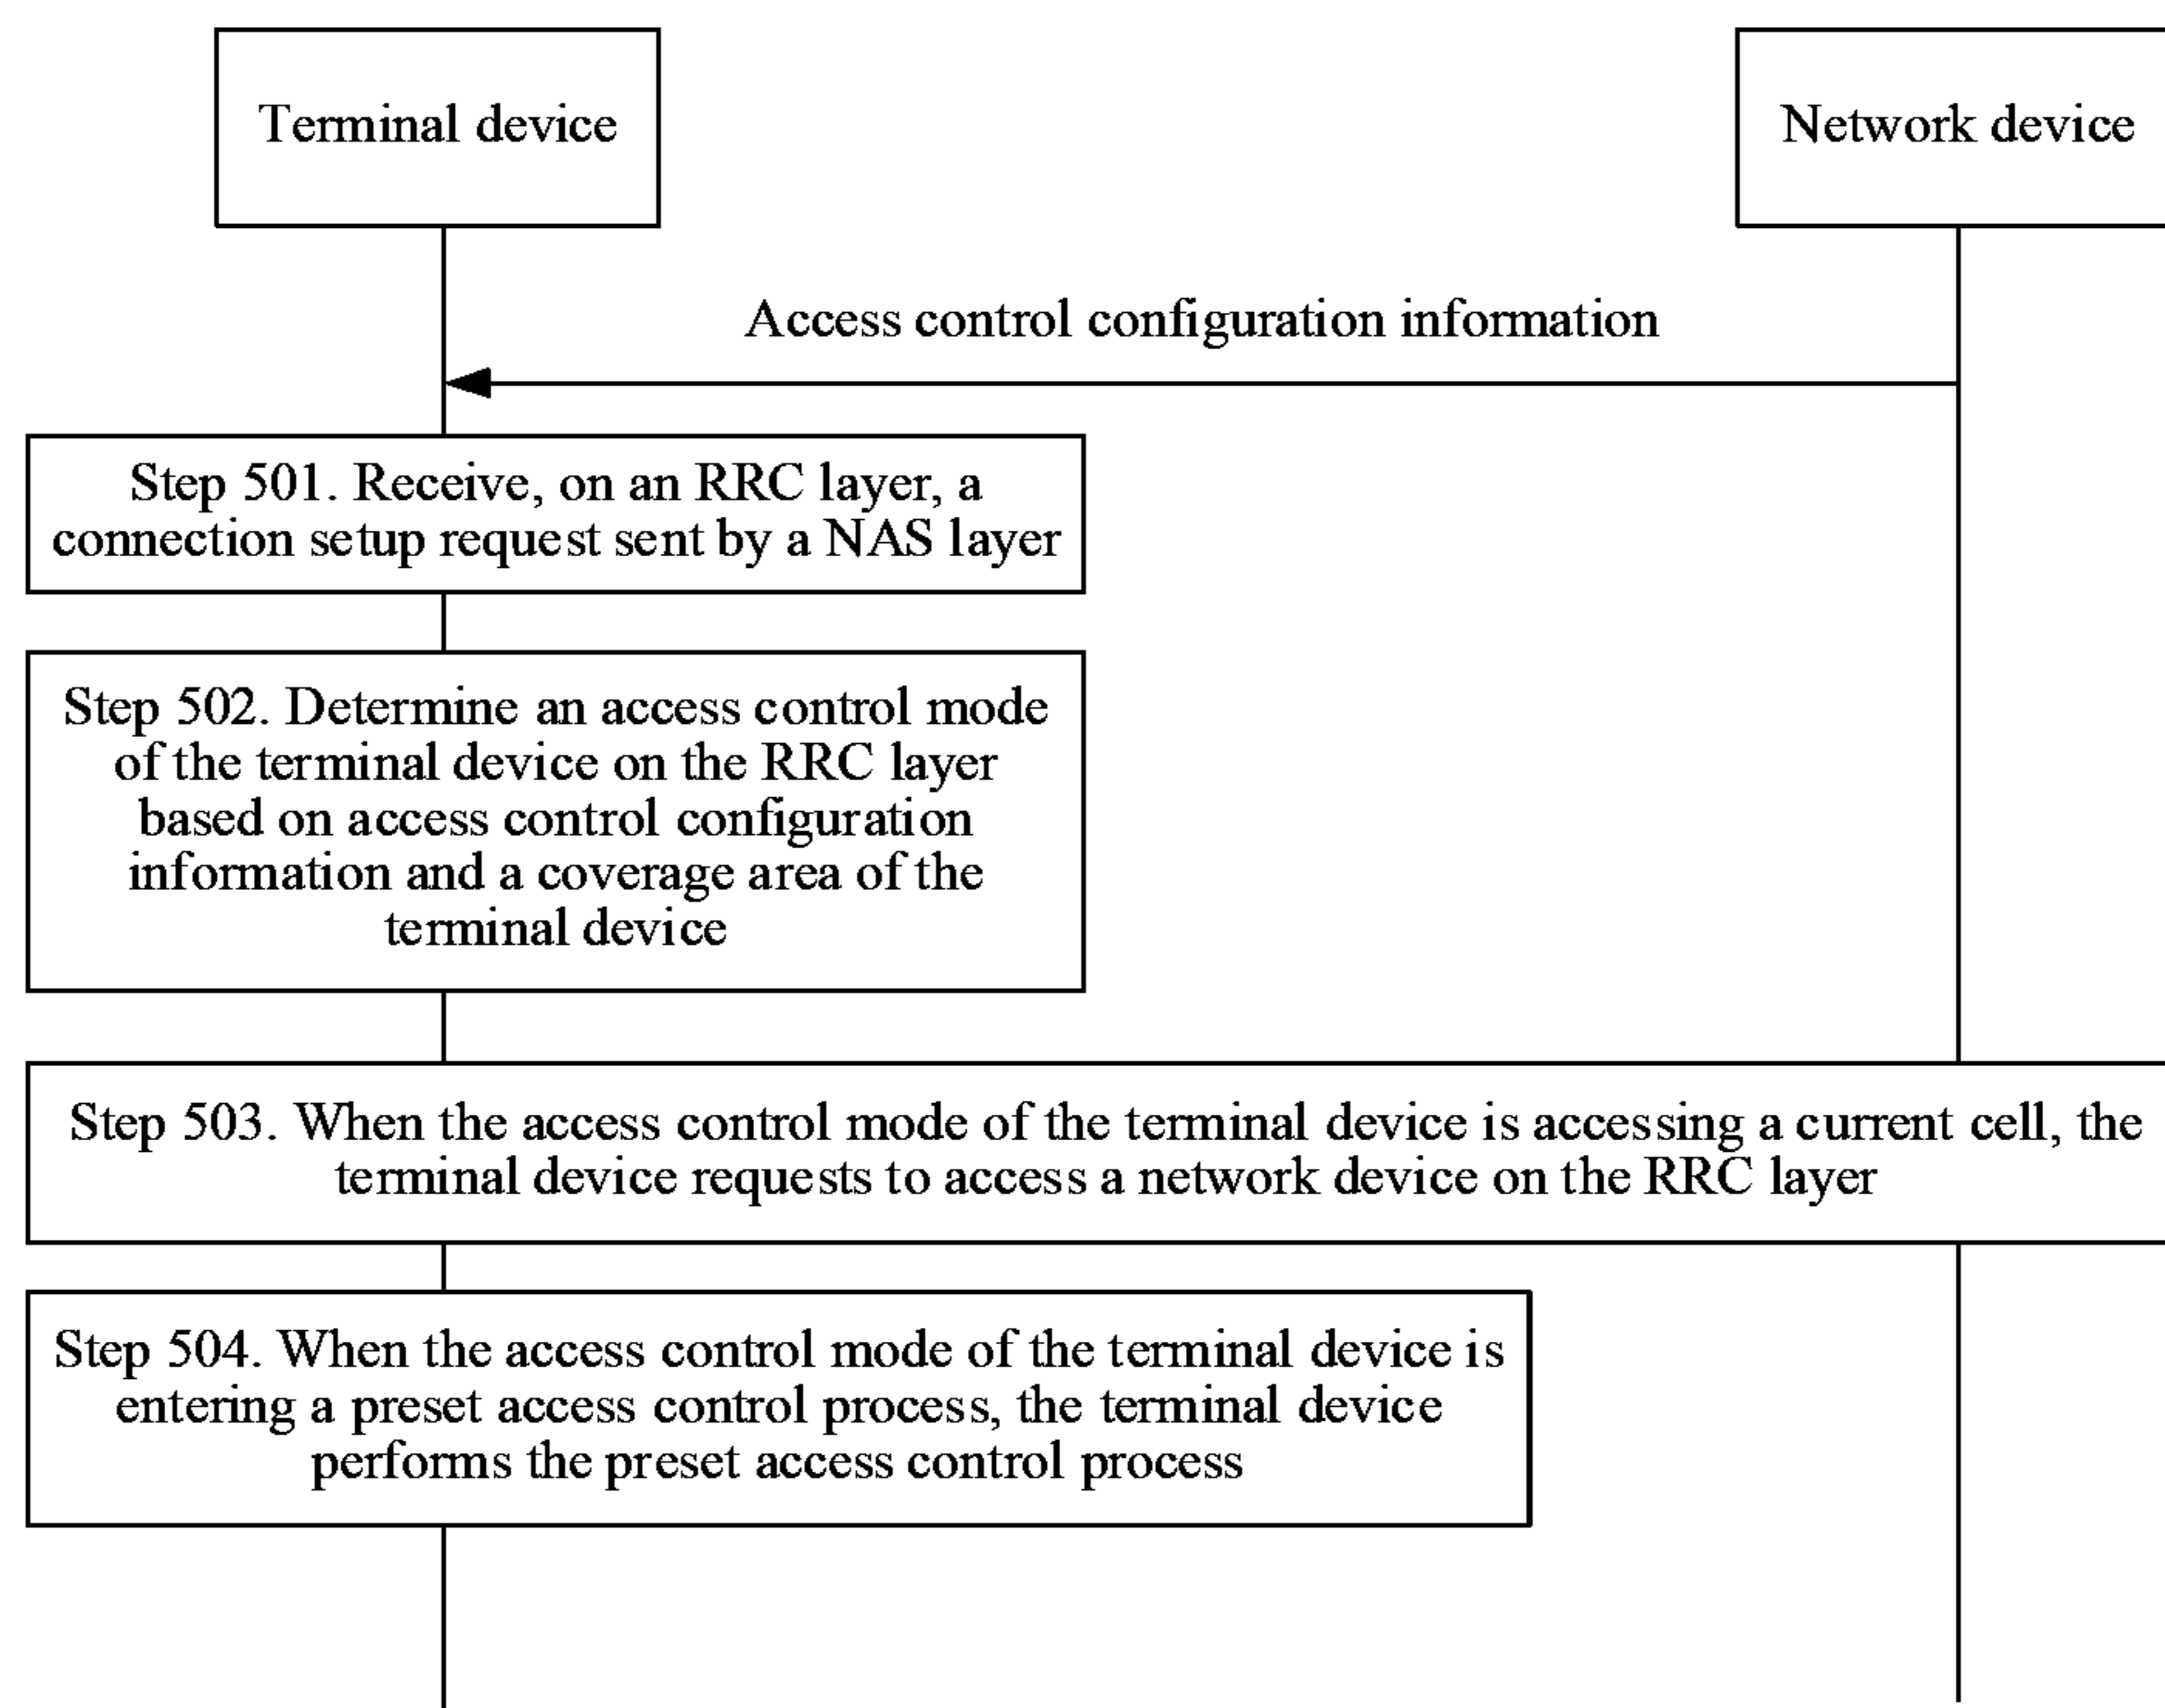 Terminal device
Network device
Access control configuration information
Step 501. Receive, on an RRC layer, a
connection setup request sent by a NAS layer
Step 502. Determine an access control mode
of the terminal device on the RRC layer
based on access control configuration
information and a coverage area of the
terminal device
Step 503. When the access control mode of the terminal device is accessing a current cell, the
terminal device requests to access a network device on the RRC layer
Step 504. When the access control mode of the terminal device is
entering a preset access control process, the terminal device
performs the preset access control process